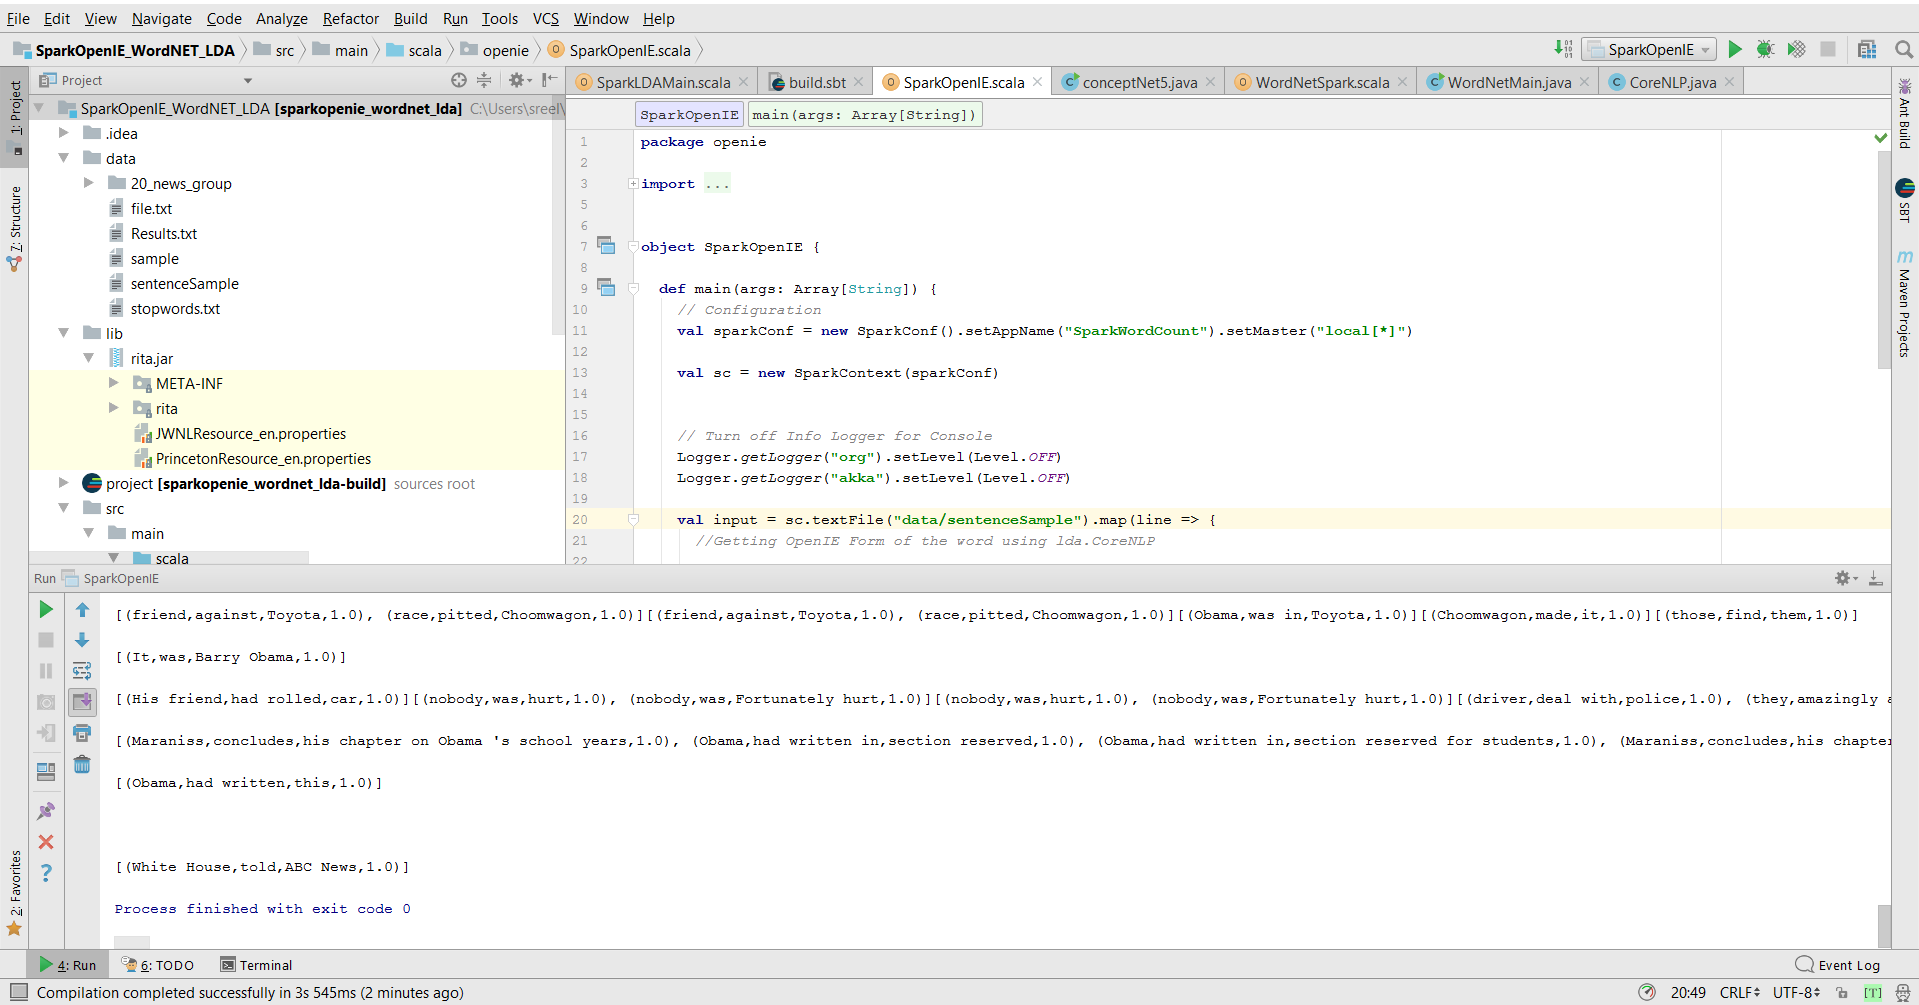 File Edit View Navigate Code Analyze Refactor Build Run Tools VCS Window Help
SparkOpenIE_WordNET_LDA src main scala openie SparkOpenIE.scala
SparkOpenIE
Project
SparkLDAMain.scala build.sbt SparkOpenIE.scala conceptNet5.java WordNetSpark.scala WordNetMain.java CoreNLP.java
1: Project
7: Structure
2: Favorites
SparkOpenIE_WordNET_LDA [sparkopenie_wordnet_lda] C:\Users\sreel\
.idea
data
20_news_group
file.txt
Results.txt
sample
sentenceSample
stopwords.txt
lib
rita.jar
META-INF
rita
JWNLResource_en.properties
PrincetonResource_en.properties
project [sparkopenie_wordnet_lda-build] sources root
src
main
scala
SparkOpenIE main(args: Array[String])
1 package openie
2
3 import ...
5
6
7 object SparkOpenIE {
8
9 def main(args: Array[String]) {
10 // Configuration
11 val sparkConf = new SparkConf().setAppName("SparkWordCount").setMaster("local[*]")
12
13 val sc = new SparkContext(sparkConf)
14
15
16 // Turn off Info Logger for Console
17 Logger.getLogger("org").setLevel(Level.OFF)
18 Logger.getLogger("akka").setLevel(Level.OFF)
19
20 val input = sc.textFile("data/sentenceSample").map(line => {
21 //Getting OpenIE Form of the word using lda.CoreNLP
22
Ant Build
SBT
Maven Projects
Run SparkOpenIE
[(friend,against,Toyota,1.0), (race,pitted,Choomwagon,1.0)][(friend,against,Toyota,1.0), (race,pitted,Choomwagon,1.0)][(Obama,was in,Toyota,1.0)][(Choomwagon,made,it,1.0)][(those,find,them,1.0)]
[(It,was,Barry Obama,1.0)]
[(His friend,had rolled,car,1.0)][(nobody,was,hurt,1.0), (nobody,was,Fortunately hurt,1.0)][(nobody,was,hurt,1.0), (nobody,was,Fortunately hurt,1.0)][(driver,deal with,police,1.0), (they,amazingly a
[(Maraniss,concludes,his chapter on Obama 's school years,1.0), (Obama,had written in,section reserved,1.0), (Obama,had written in,section reserved for students,1.0), (Maraniss,concludes,his chapter
[(Obama,had written,this,1.0)]
[(White House,told,ABC News,1.0)]
Process finished with exit code 0
4: Run 6: TODO Terminal Event Log
Compilation completed successfully in 3s 545ms (2 minutes ago) 20:49 CRLF UTF-8 [T]